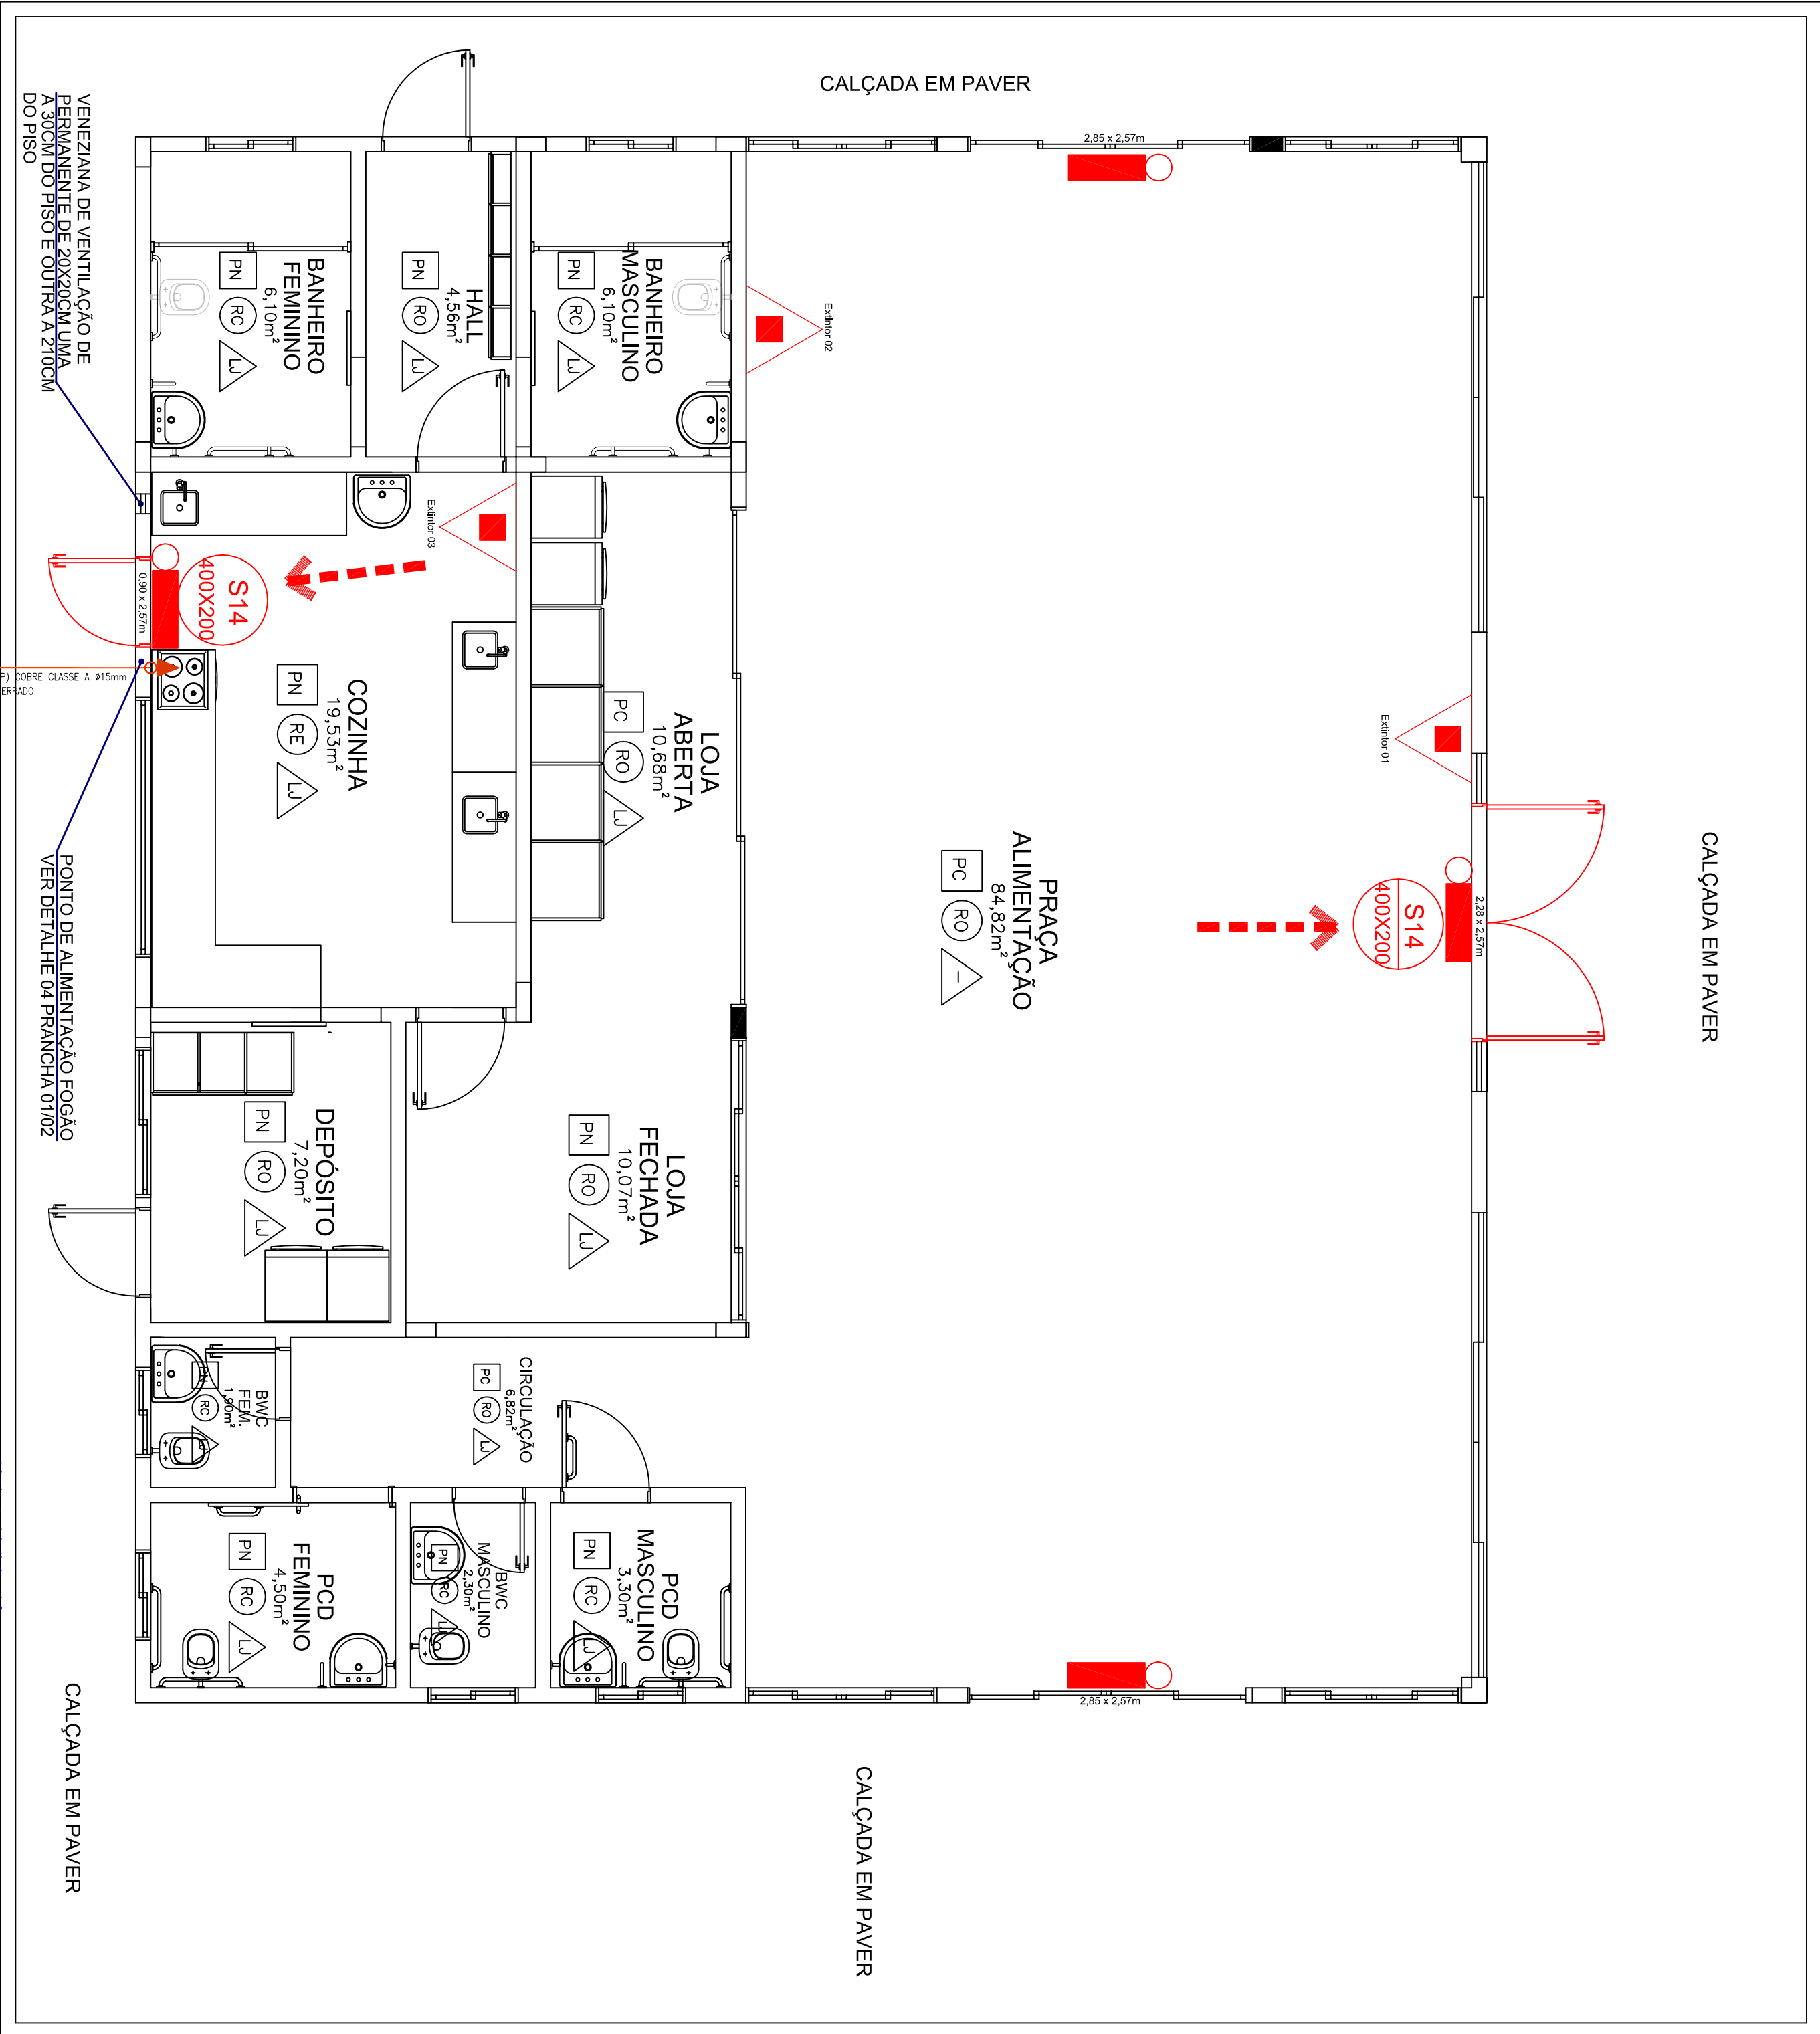 CALÇADA EM PAVER
CALÇADA EM PAVER
CALÇADA EM PAVER
CALÇADA EM PAVER
2,85 x 2,57m
2,28 x 2,57m
2,85 x 2,57m
0,90 x 2,57m
VENEZIANA DE VENTILAÇÃO DE
PERMANENTE DE 20X20CM UMA
A 30CM DO PISO E OUTRA A 210CM
DO PISO
BANHEIRO
FEMININO
6,10m²
PN
RC
LJ
HALL
4,56m²
PN
RO
LJ
BANHEIRO
MASCULINO
6,10m²
PN
RC
LJ
Extintor 02
Extintor 03
Extintor 01
S14
400X200
S14
400X200
P) COBRE CLASSE A ø15mm
ERRADO
COZINHA
19,53m²
PN
RE
LJ
LOJA
ABERTA
10,68m²
PC
RO
LJ
PRAÇA
ALIMENTAÇÃO
84,82m²
PC
RO
–
PONTO DE ALIMENTAÇÃO FOGÃO
VER DETALHE 04 PRANCHA 01/02
DEPÓSITO
7,20m²
PN
RO
LJ
LOJA
FECHADA
10,07m²
PN
RO
LJ
BWC
FEM.
1,90m²
PN
RC
LJ
CIRCULAÇÃO
6,82m²
PC
RO
LJ
PCD
FEMININO
4,50m²
PN
RC
LJ
BWC
MASCULINO
2,30m²
PN
RC
LJ
PCD
MASCULINO
3,30m²
PN
RC
LJ